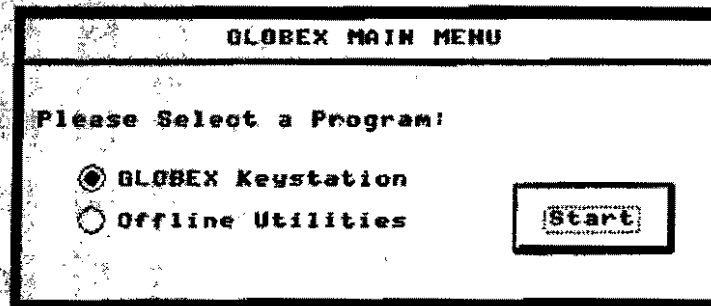 GLOBEX MAIN MENU
Please Select a Program:
GLOBEX Keystation
Offline Utilities
Start